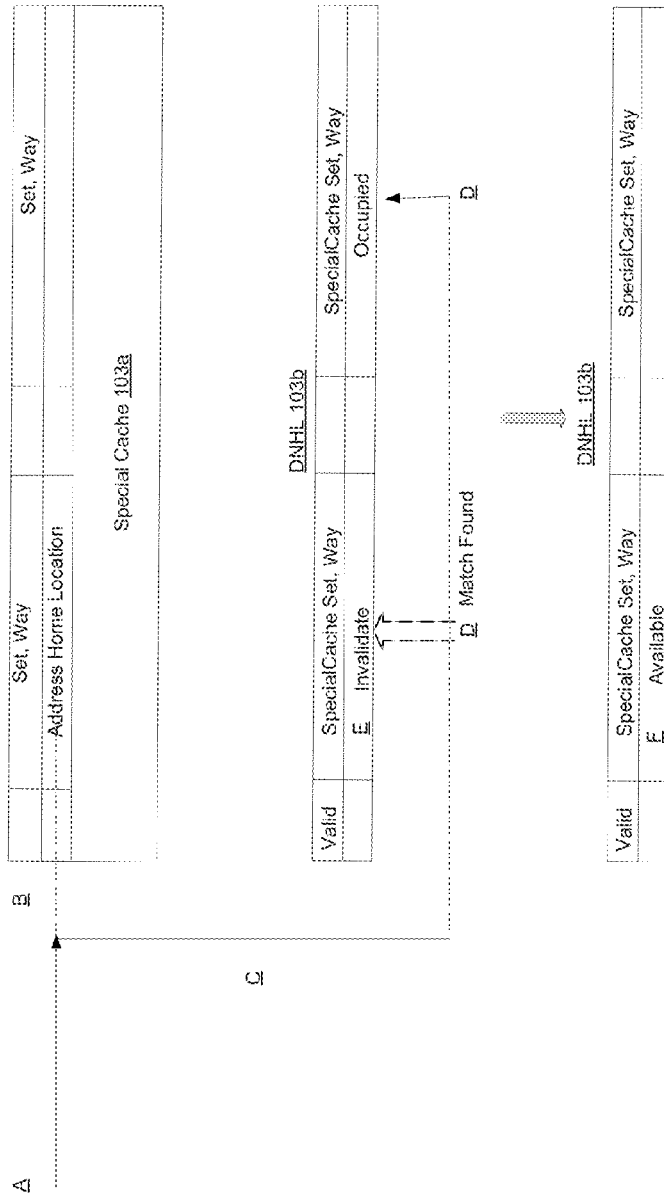 A B Set, Way Set, Way
Address Home Location
Special Cache 103a
C
DNHL 103b
Valid SpecialCache Set, Way SpecialCache Set, Way
E Invalidate Occupied
D Match Found D
DNHL 103b
Valid SpecialCache Set, Way SpecialCache Set, Way
E Available